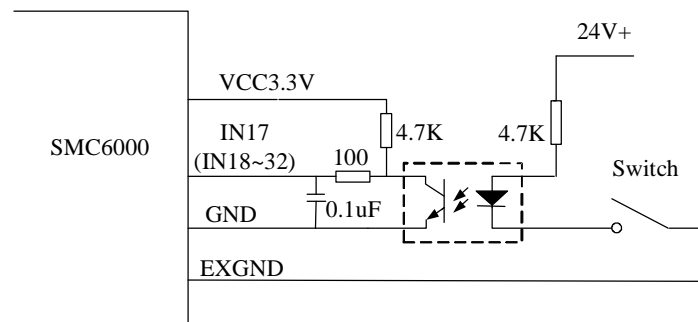 24V+
VCC3.3V
IN17
4.7K
4.7K
SMC6000
(IN18~32)
100
Switch
0.1uF
GND
EXGND